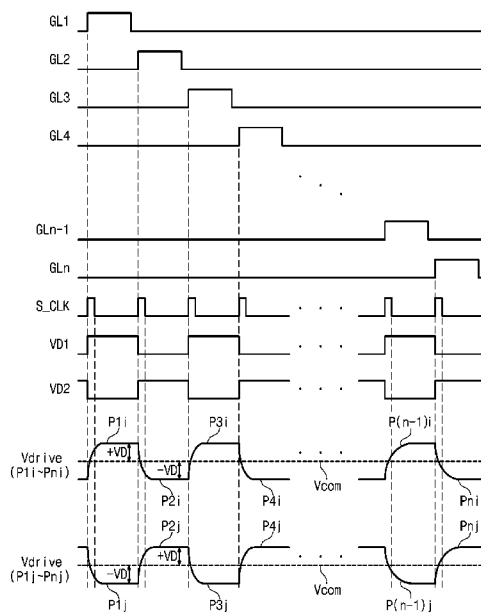 GL1
GL2
GL3
GL4
GLn-1
GLn
S_CLK
VD1
VD2
P1i P3i P(n-1)i
Vdrive
(P1i~Pni)
+VD -VD
P2i P4i Vcom Pni
P2j P4j Pnj
Vdrive
(P1j~Pnj)
-VD +VD
Vcom
P1j P3j P(n-1)j